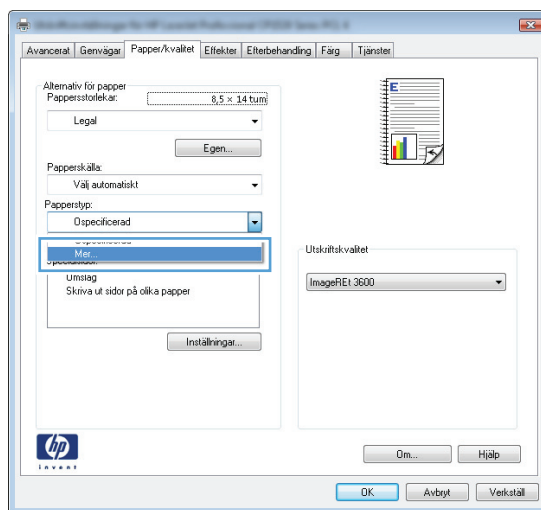 Avancerat Genvägar Papper/kvalitet Effekter Efterbehandling Färg Tjänster
Alternativ för papper
Pappersstorlekar: 8,5 × 14 tum
Legal
Egen...
Papperskälla:
Välj automatiskt
Papperstyp:
Ospecificerad
Mer...
Omslag
Skriva ut sidor på olika papper
Inställningar...
E
Utskriftskvalitet
ImageREt 3600
hp
invent
Om... Hjälp
OK Avbryt Verkställ